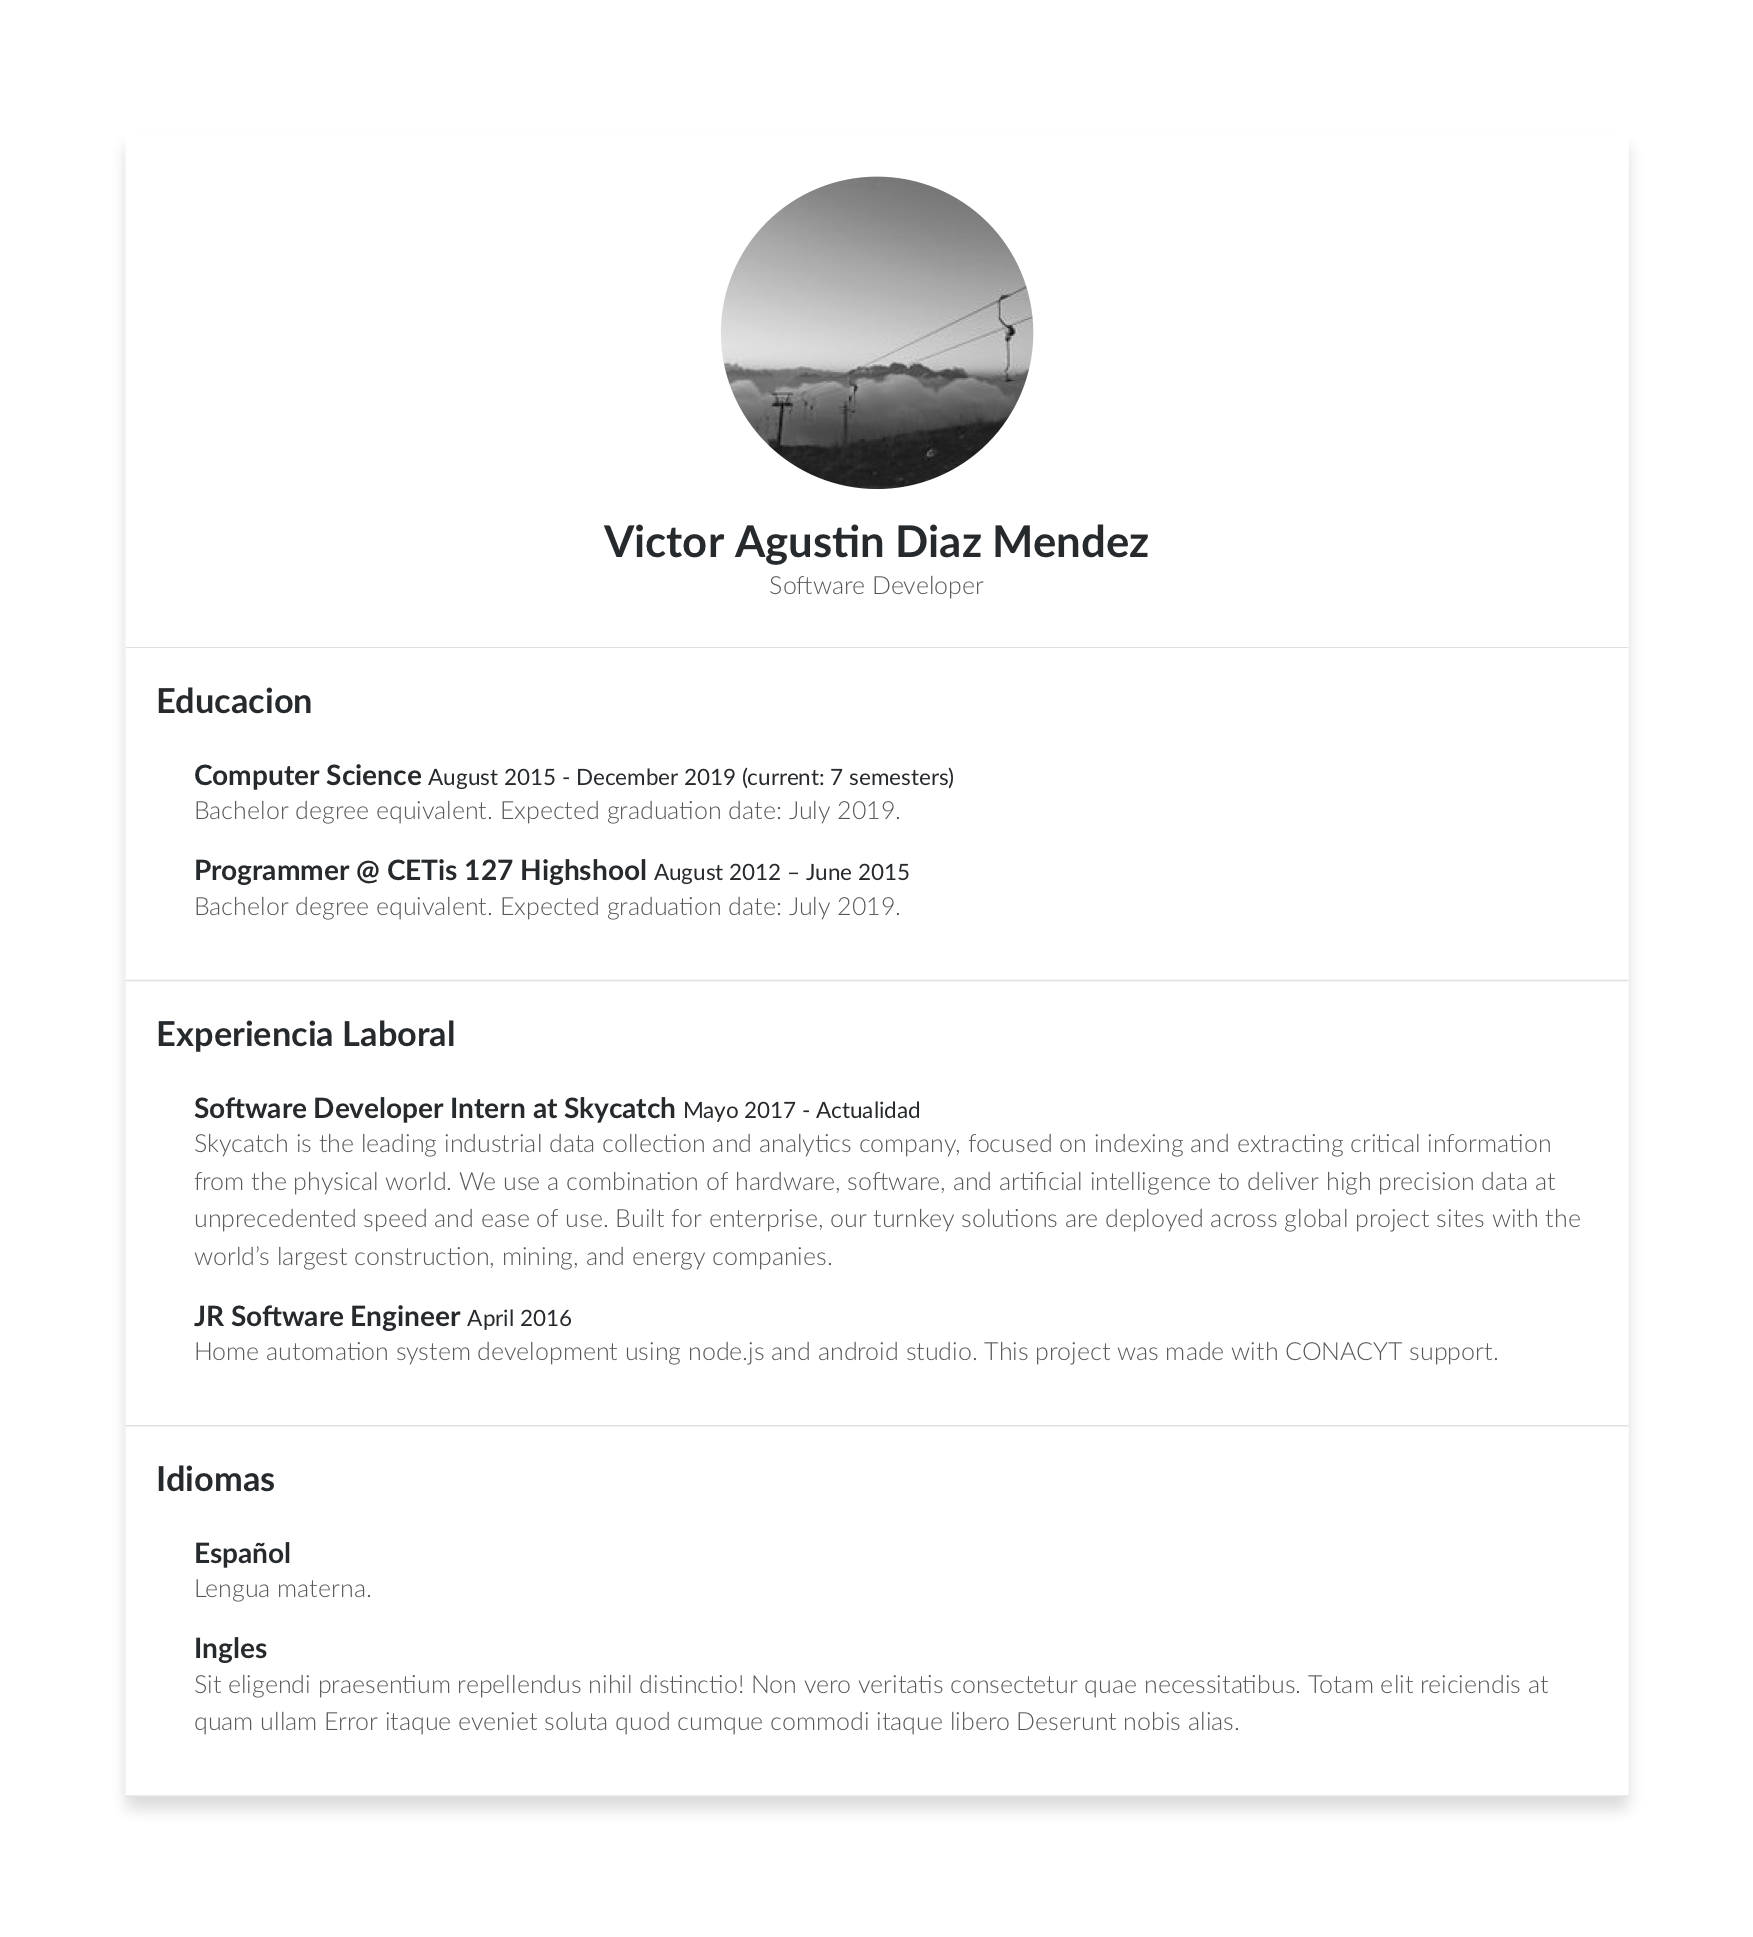 Victor Agustin Diaz Mendez
Software Developer
Educacion
Computer Science August 2015 - December 2019 (current: 7 semesters)
Bachelor degree equivalent. Expected graduation date: July 2019.
Programmer @ CETis 127 Highshool August 2012 – June 2015
Bachelor degree equivalent. Expected graduation date: July 2019.
Experiencia Laboral
Software Developer Intern at Skycatch Mayo 2017 - Actualidad
Skycatch is the leading industrial data collection and analytics company, focused on indexing and extracting critical information
from the physical world. We use a combination of hardware, software, and artificial intelligence to deliver high precision data at
unprecedented speed and ease of use. Built for enterprise, our turnkey solutions are deployed across global project sites with the
world’s largest construction, mining, and energy companies.
JR Software Engineer April 2016
Home automation system development using node.js and android studio. This project was made with CONACYT support.
Idiomas
Español
Lengua materna.
Ingles
Sit eligendi praesentium repellendus nihil distinctio! Non vero veritatis consectetur quae necessitatibus. Totam elit reiciendis at
quam ullam Error itaque eveniet soluta quod cumque commodi itaque libero Deserunt nobis alias.